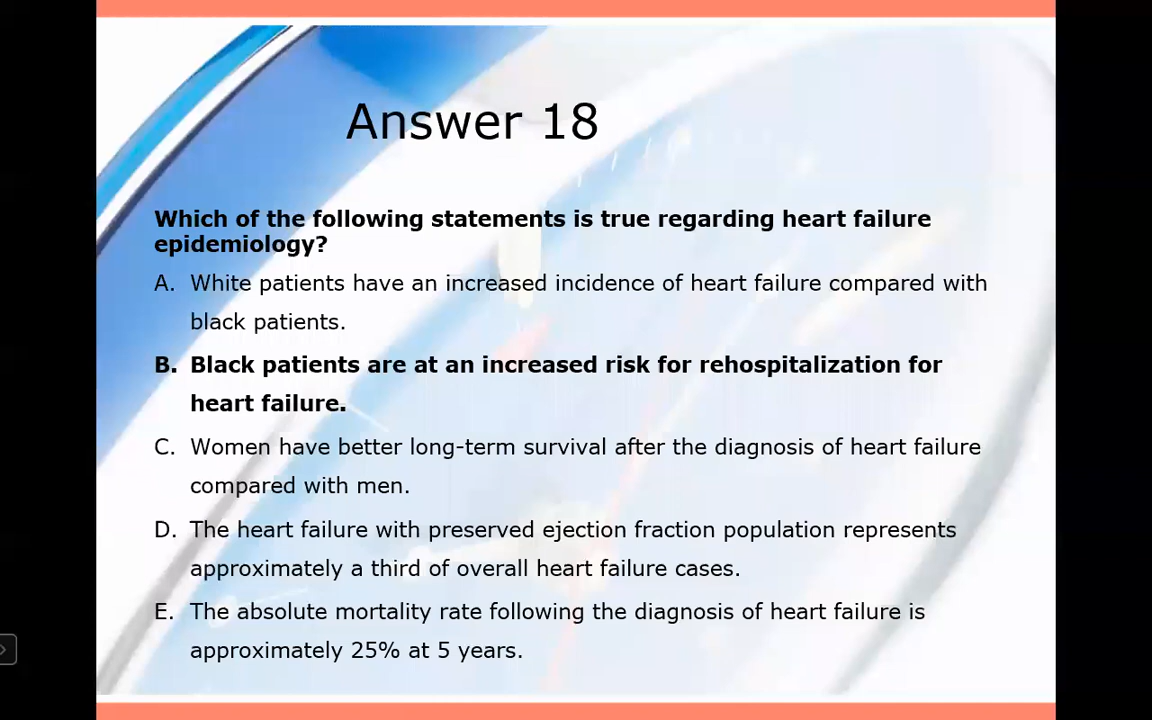 Answer 18
Which of the following statements is true regarding heart failure
epidemiology?
A. White patients have an increased incidence of heart failure compared with
black patients.
B. Black patients are at an increased risk for rehospitalization for
heart failure.
C. Women have better long-term survival after the diagnosis of heart failure
compared with men.
D. The heart failure with preserved ejection fraction population represents
approximately a third of overall heart failure cases.
E. The absolute mortality rate following the diagnosis of heart failure is
approximately 25% at 5 years.